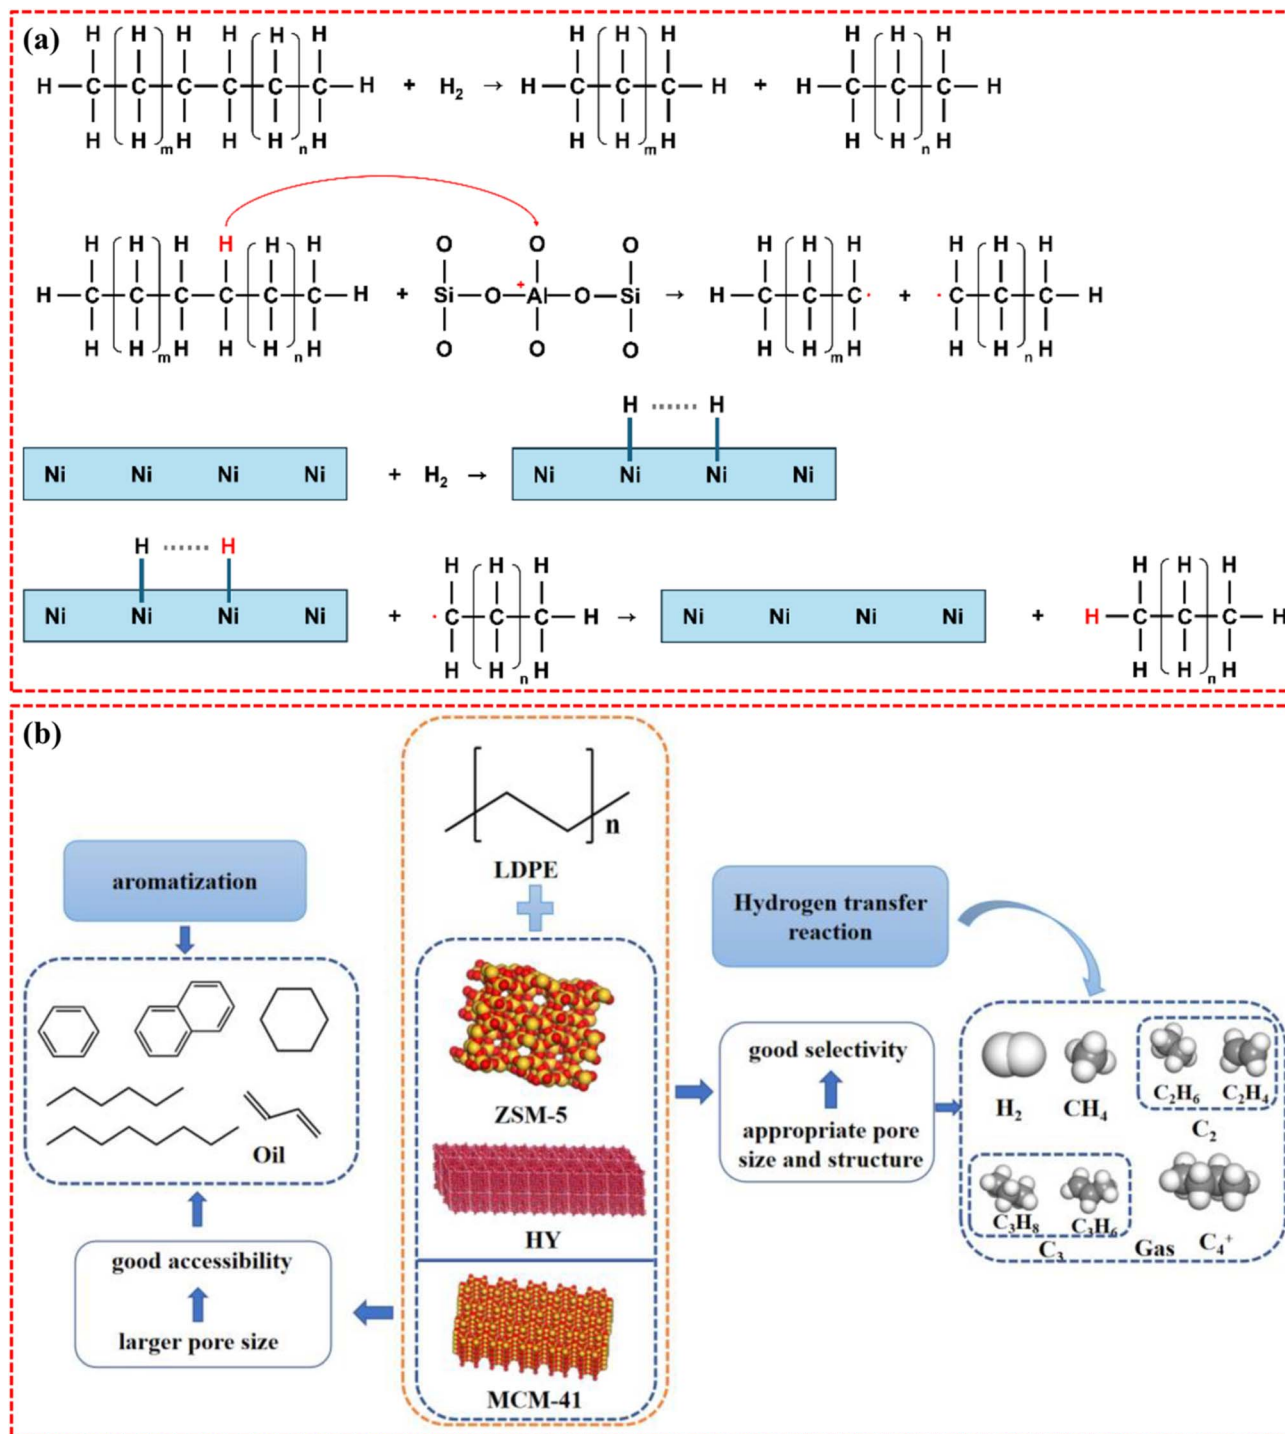 (a)
H H H H H H
H C C C C C C H + H₂ → H C C C H + H C C C H
H H m H H n H H H m H H H n H
H H H H H H O O O H H H H H H
H C C C C C C H + Si O + Al O Si → H C C C · + · C C C H
H H m H H n H O O O H H m H H H n H
H H
Ni Ni Ni Ni + H₂ → Ni Ni Ni Ni
H H
H H H H H H
Ni Ni Ni Ni + · C C C H → Ni Ni Ni Ni + H C C C H
H H n H H H n H
(b)
n
LDPE
aromatization
Hydrogen transfer
reaction
Oil
ZSM-5
HY
MCM-41
good selectivity
appropriate pore
size and structure
H₂
CH₄
C₂H₆
C₂H₄
C₂
C₃H₈
C₃H₆
C₃
Gas
C₄⁺
good accessibility
larger pore size